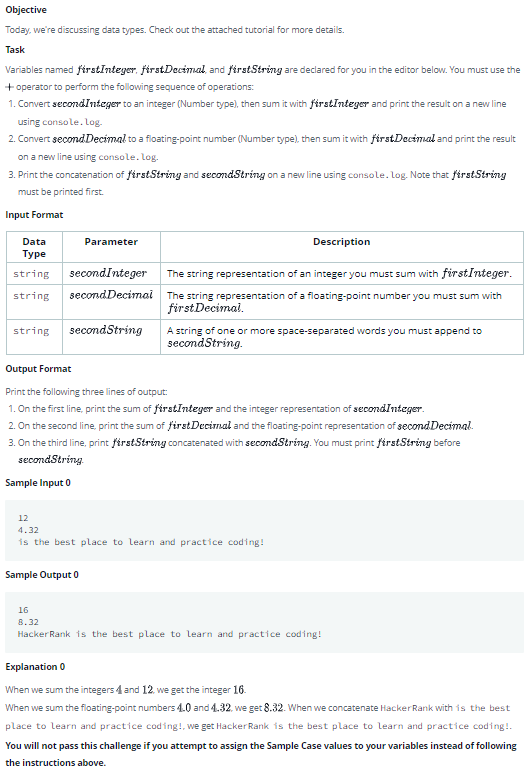 Objective
Today, we're discussing data types. Check out the attached tutorial for more details.
Task
Variables named firstInteger, firstDecimal, and firstString are declared for you in the editor below. You must use the
+ operator to perform the following sequence of operations:
1. Convert secondInteger to an integer (Number type), then sum it with firstInteger and print the result on a new line
using console.log.
2. Convert secondDecimal to a floating-point number (Number type), then sum it with firstDecimal and print the result
on a new line using console.log.
3. Print the concatenation of firstString and secondString on a new line using console.log. Note that firstString
must be printed first.
Input Format
Data Type Parameter Description
string secondInteger The string representation of an integer you must sum with firstInteger.
string secondDecimal The string representation of a floating-point number you must sum with
firstDecimal.
string secondString A string of one or more space-separated words you must append to
secondString.
Output Format
Print the following three lines of output:
1. On the first line, print the sum of firstInteger and the integer representation of secondInteger.
2. On the second line, print the sum of firstDecimal and the floating-point representation of secondDecimal.
3. On the third line, print firstString concatenated with secondString. You must print firstString before
secondString.
Sample Input 0
12
4.32
is the best place to learn and practice coding!
Sample Output 0
16
8.32
HackerRank is the best place to learn and practice coding!
Explanation 0
When we sum the integers 4 and 12, we get the integer 16.
When we sum the floating-point numbers 4.0 and 4.32, we get 8.32. When we concatenate HackerRank with is the best
place to learn and practice coding!, we get HackerRank is the best place to learn and practice coding!.
You will not pass this challenge if you attempt to assign the Sample Case values to your variables instead of following
the instructions above.